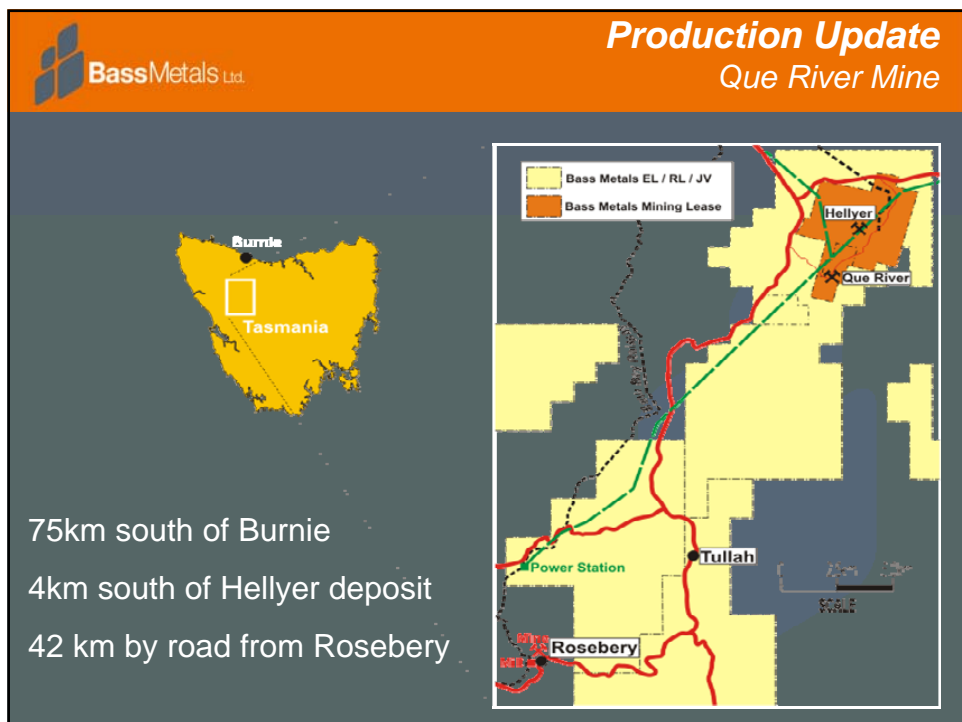 Production Update
Que River Mine
BassMetals Ltd.
Bass Metals EL / RL / JV
Bass Metals Mining Lease
Hellyer
Que River
Burnie
Tasmania
75km south of Burnie
4km south of Hellyer deposit
42 km by road from Rosebery
Tullah
Power Station
SCALE
Mine
Rosebery